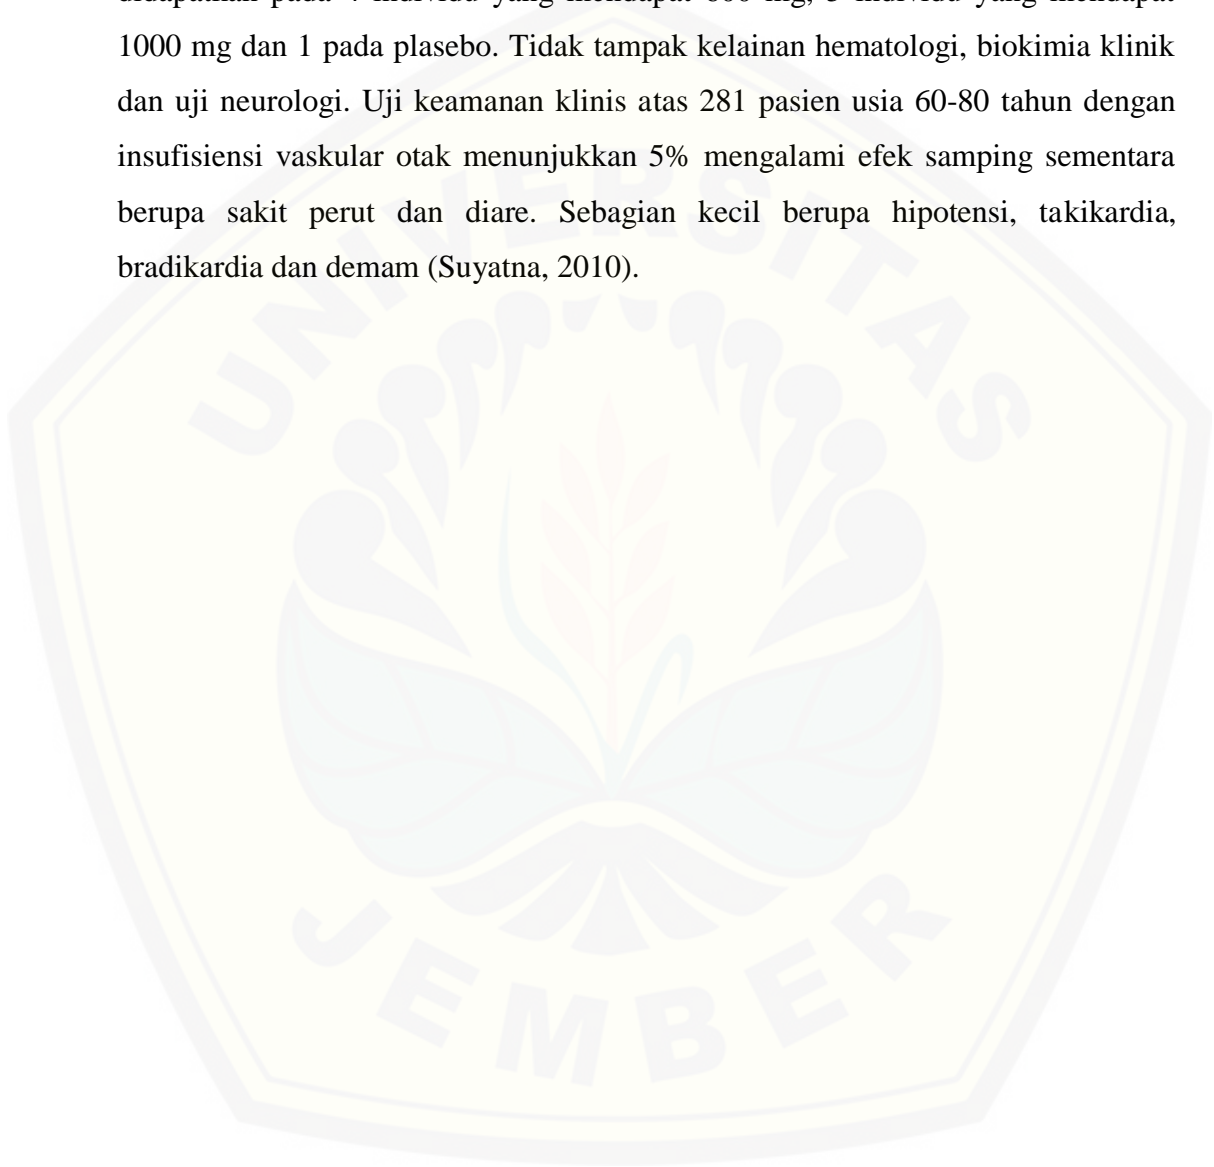 1000 mg dan 1 pada plasebo. Tidak tampak kelainan hematologi, biokimia klinik
dan uji neurologi. Uji keamanan klinis atas 281 pasien usia 60-80 tahun dengan
insufisiensi vaskular otak menunjukkan 5% mengalami efek samping sementara
berupa sakit perut dan diare. Sebagian kecil berupa hipotensi, takikardia,
bradikardia dan demam (Suyatna, 2010).
UNIVERSITAS
JEMBER